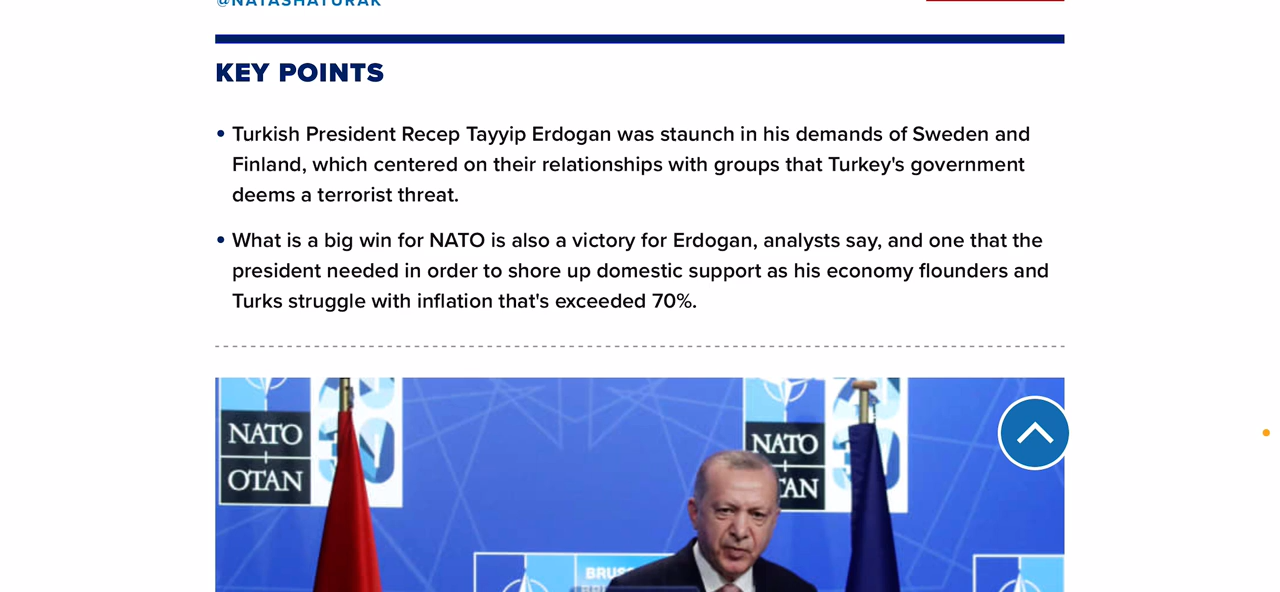 @NATASHATURAK
KEY POINTS
• Turkish President Recep Tayyip Erdogan was staunch in his demands of Sweden and
Finland, which centered on their relationships with groups that Turkey's government
deems a terrorist threat.
• What is a big win for NATO is also a victory for Erdogan, analysts say, and one that the
president needed in order to shore up domestic support as his economy flounders and
Turks struggle with inflation that's exceeded 70%.
NATO
OTAN
NATO
TAN